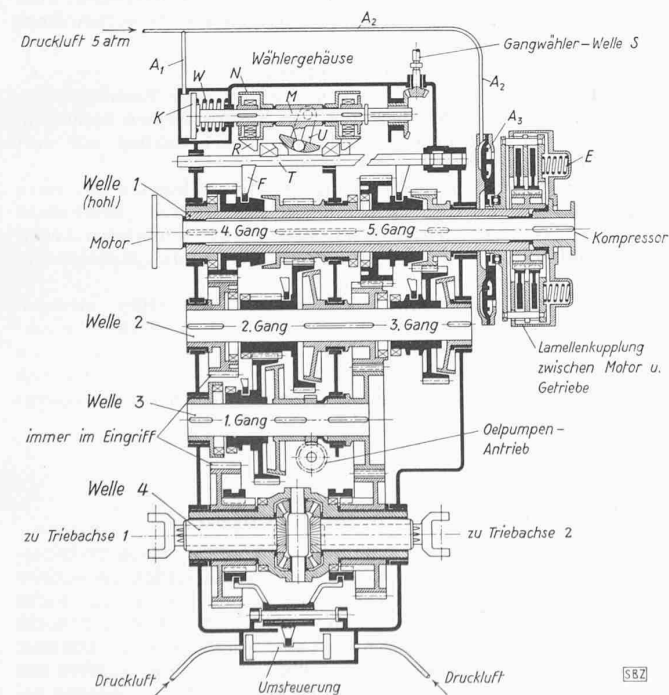 A₂
Druckluft 5 atm
Gangwähler-Welle S
Wählergehäuse
A₁
A₂
W
N
M
K
A₃
R
U
E
F
T
Welle 1
(hohl)
4. Gang
5. Gang
Motor
Kompressor
Welle 2
2. Gang
3. Gang
Lamellenkupplung
zwischen Motor u.
Getriebe
Welle 3
1. Gang
immer im Eingriff
Oelpumpen-
Antrieb
Welle 4
zu Triebachse 1
zu Triebachse 2
Druckluft
Umsteuerung
Druckluft
SBZ